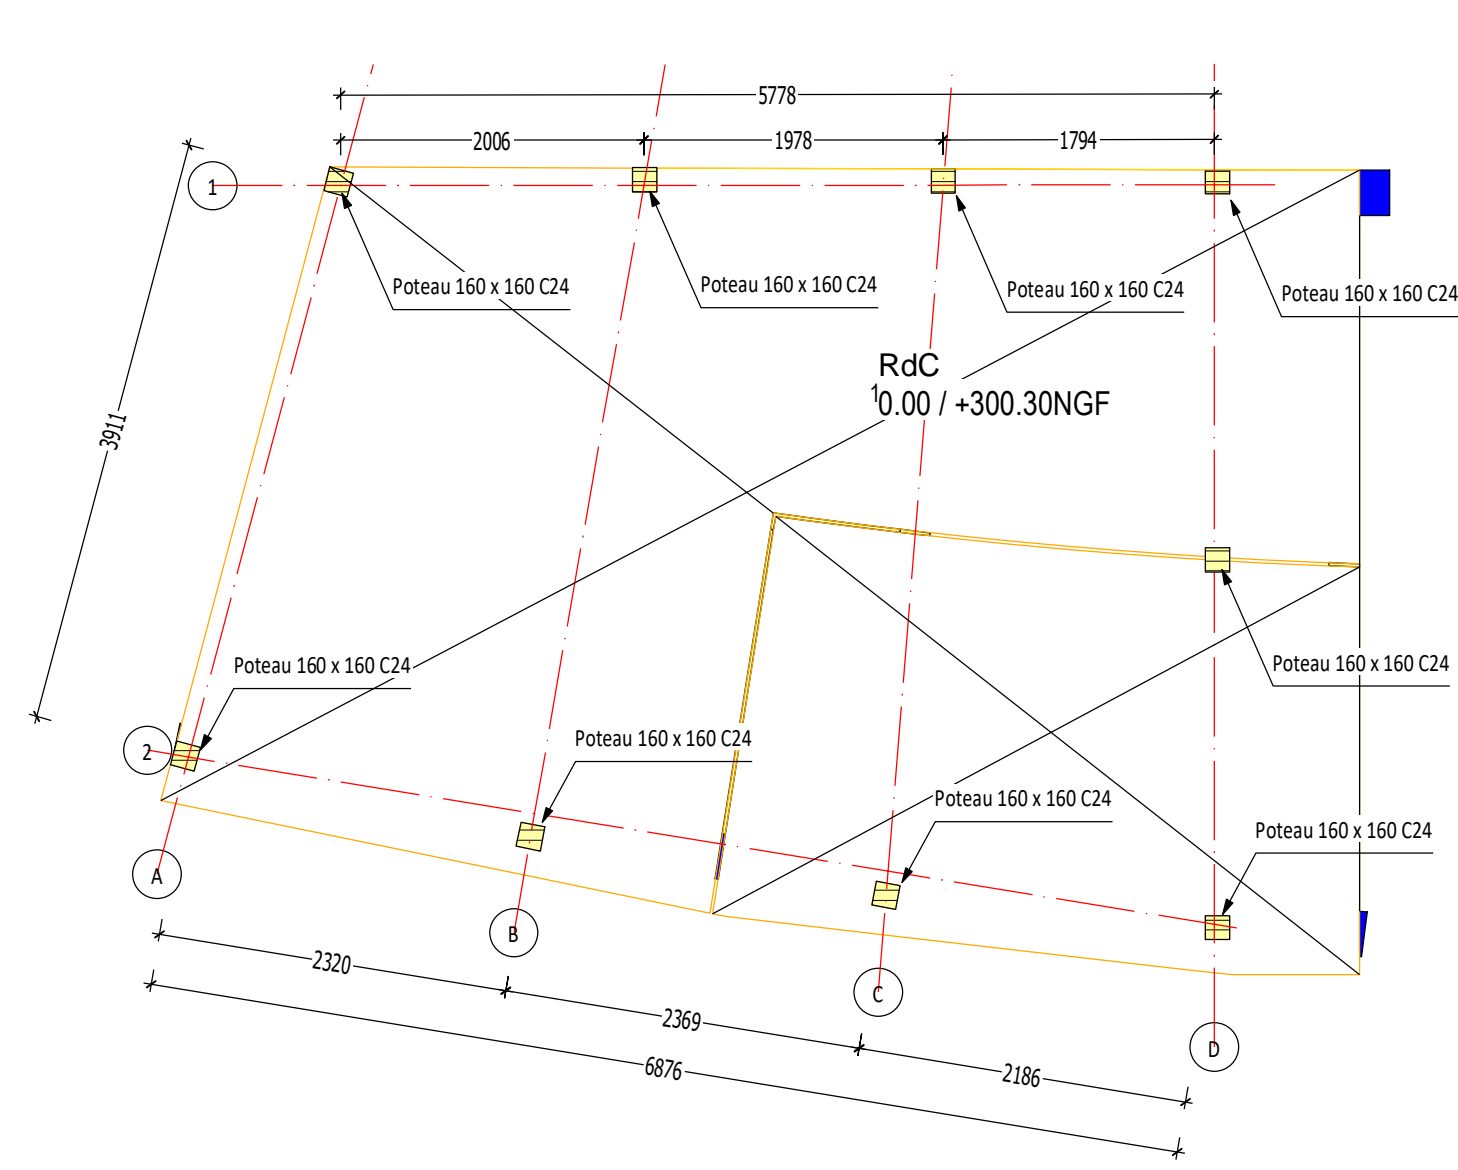 5778
2006
1978
1794
1
Poteau 160 x 160 C24
Poteau 160 x 160 C24
Poteau 160 x 160 C24
Poteau 160 x 160 C24
RdC
10.00 / +300.30NGF
3911
Poteau 160 x 160 C24
Poteau 160 x 160 C24
2
Poteau 160 x 160 C24
Poteau 160 x 160 C24
Poteau 160 x 160 C24
A
B
2320
C
2369
D
6876
2186